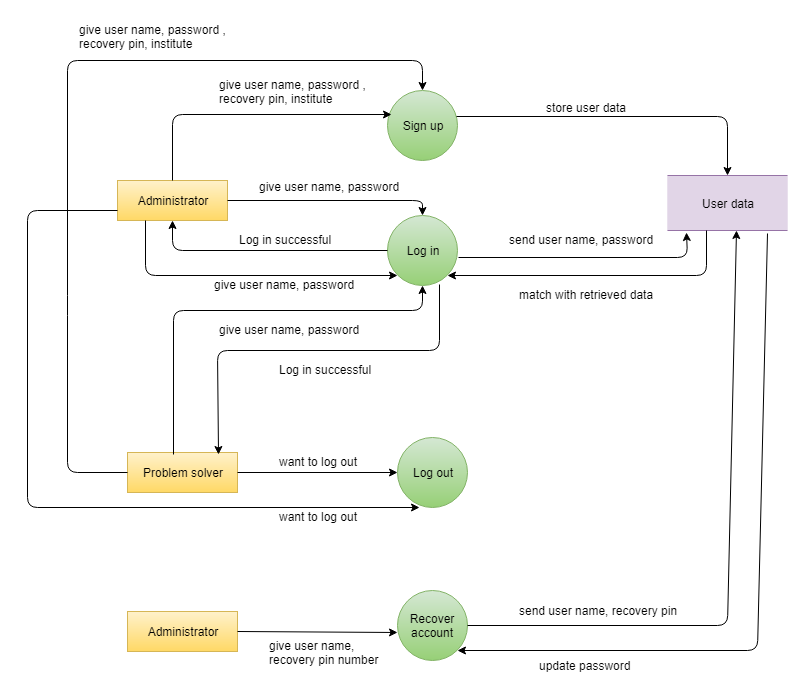 give user name, password ,
recovery pin, institute
give user name, password ,
recovery pin, institute
Sign up
store user data
Administrator
give user name, password
User data
Log in successful
Log in
send user name, password
give user name, password
match with retrieved data
give user name, password
Log in successful
Problem solver
want to log out
Log out
want to log out
Administrator
Recover
account
send user name, recovery pin
give user name,
recovery pin number
update password